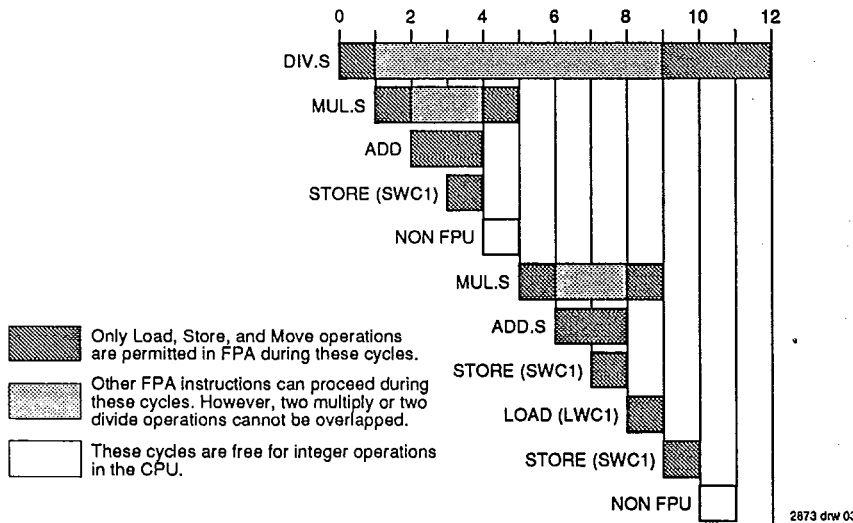 0 2 4 6 8 10 12
DIV.S
MUL.S
ADD
STORE (SWC1)
NON FPU
MUL.S
ADD.S
STORE (SWC1)
LOAD (LWC1)
STORE (SWC1)
NON FPU
Only Load, Store, and Move operations
are permitted in FPA during these cycles.
Other FPA instructions can proceed during
these cycles. However, two multiply or two
divide operations cannot be overlapped.
These cycles are free for integer operations
in the CPU.
2873 drw 03